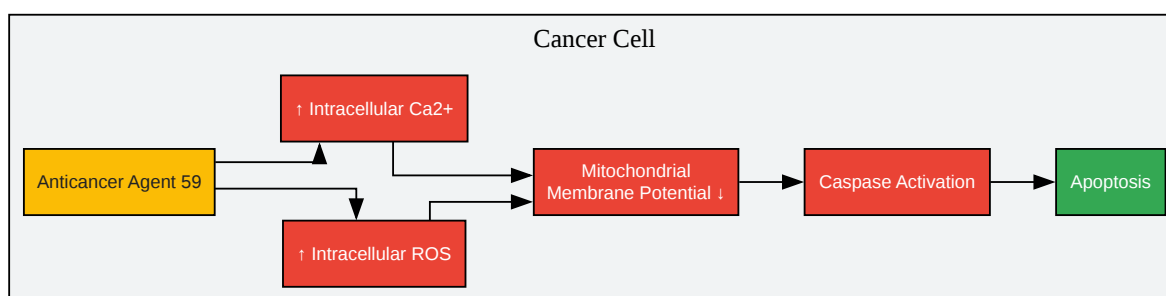 Cancer Cell
↑ Intracellular Ca2+
Anticancer Agent 59
Mitochondrial
Membrane Potential ↓
Caspase Activation
Apoptosis
↑ Intracellular ROS